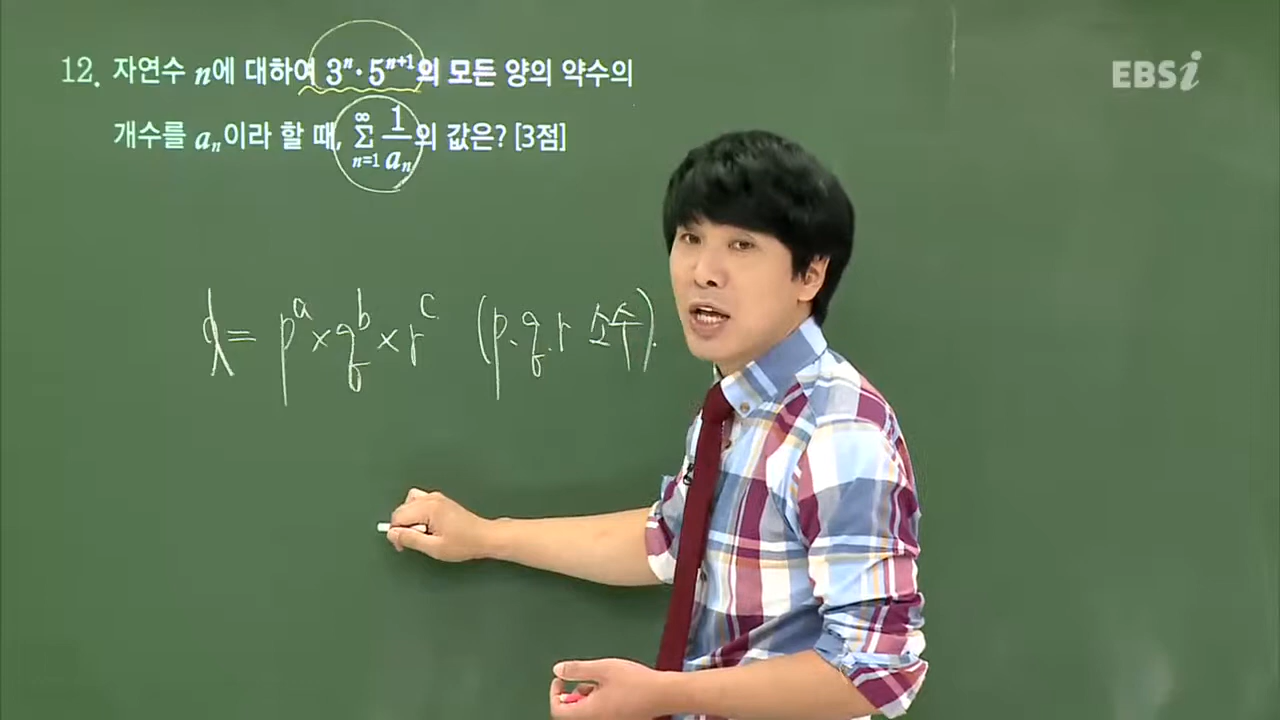 EBSi
12. 자연수 n에 대하여 3ⁿ·5ⁿ⁺¹의 모든 양의 약수의
개수를 aₙ이라 할 때, ∑ₙ₌₁^∞ 1/aₙ의 값은? [3점]
d = pᵃ×qᵇ×rᶜ (p, q, r 소수).